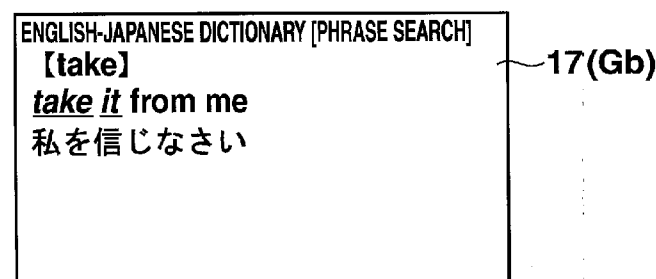 ENGLISH-JAPANESE DICTIONARY [PHRASE SEARCH]
【take】
take it from me
私を信じなさい
17(Gb)